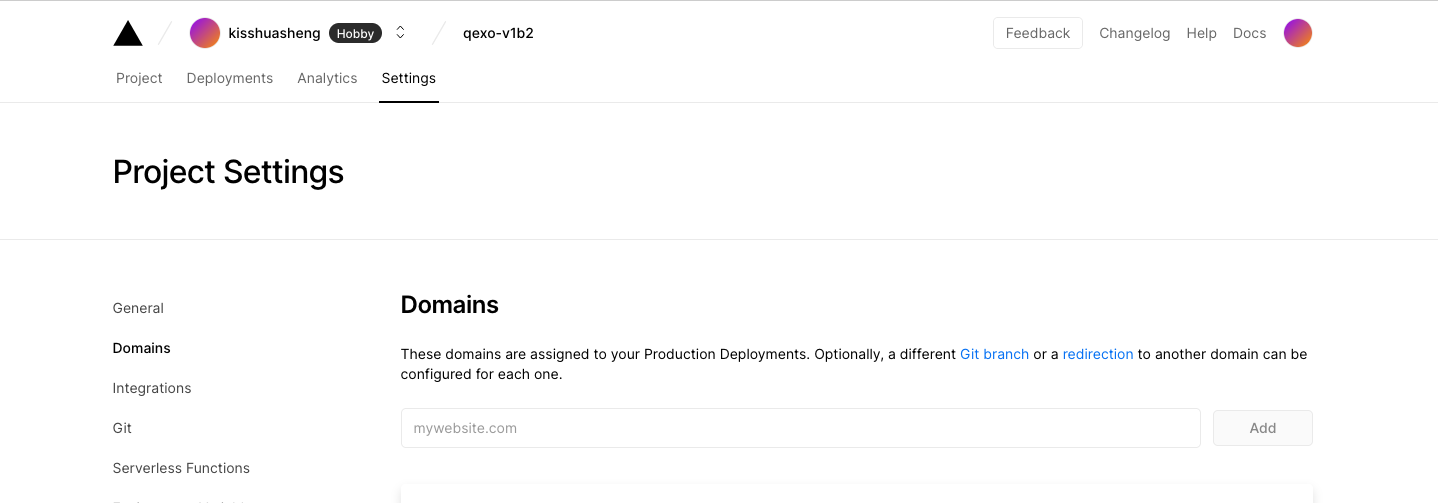 kisshuasheng Hobby qexo-v1b2 Feedback Changelog Help Docs
Project Deployments Analytics Settings
Project Settings
General
Domains
Integrations
Git
Serverless Functions
Domains
These domains are assigned to your Production Deployments. Optionally, a different Git branch or a redirection to another domain can be
configured for each one.
mywebsite.com Add